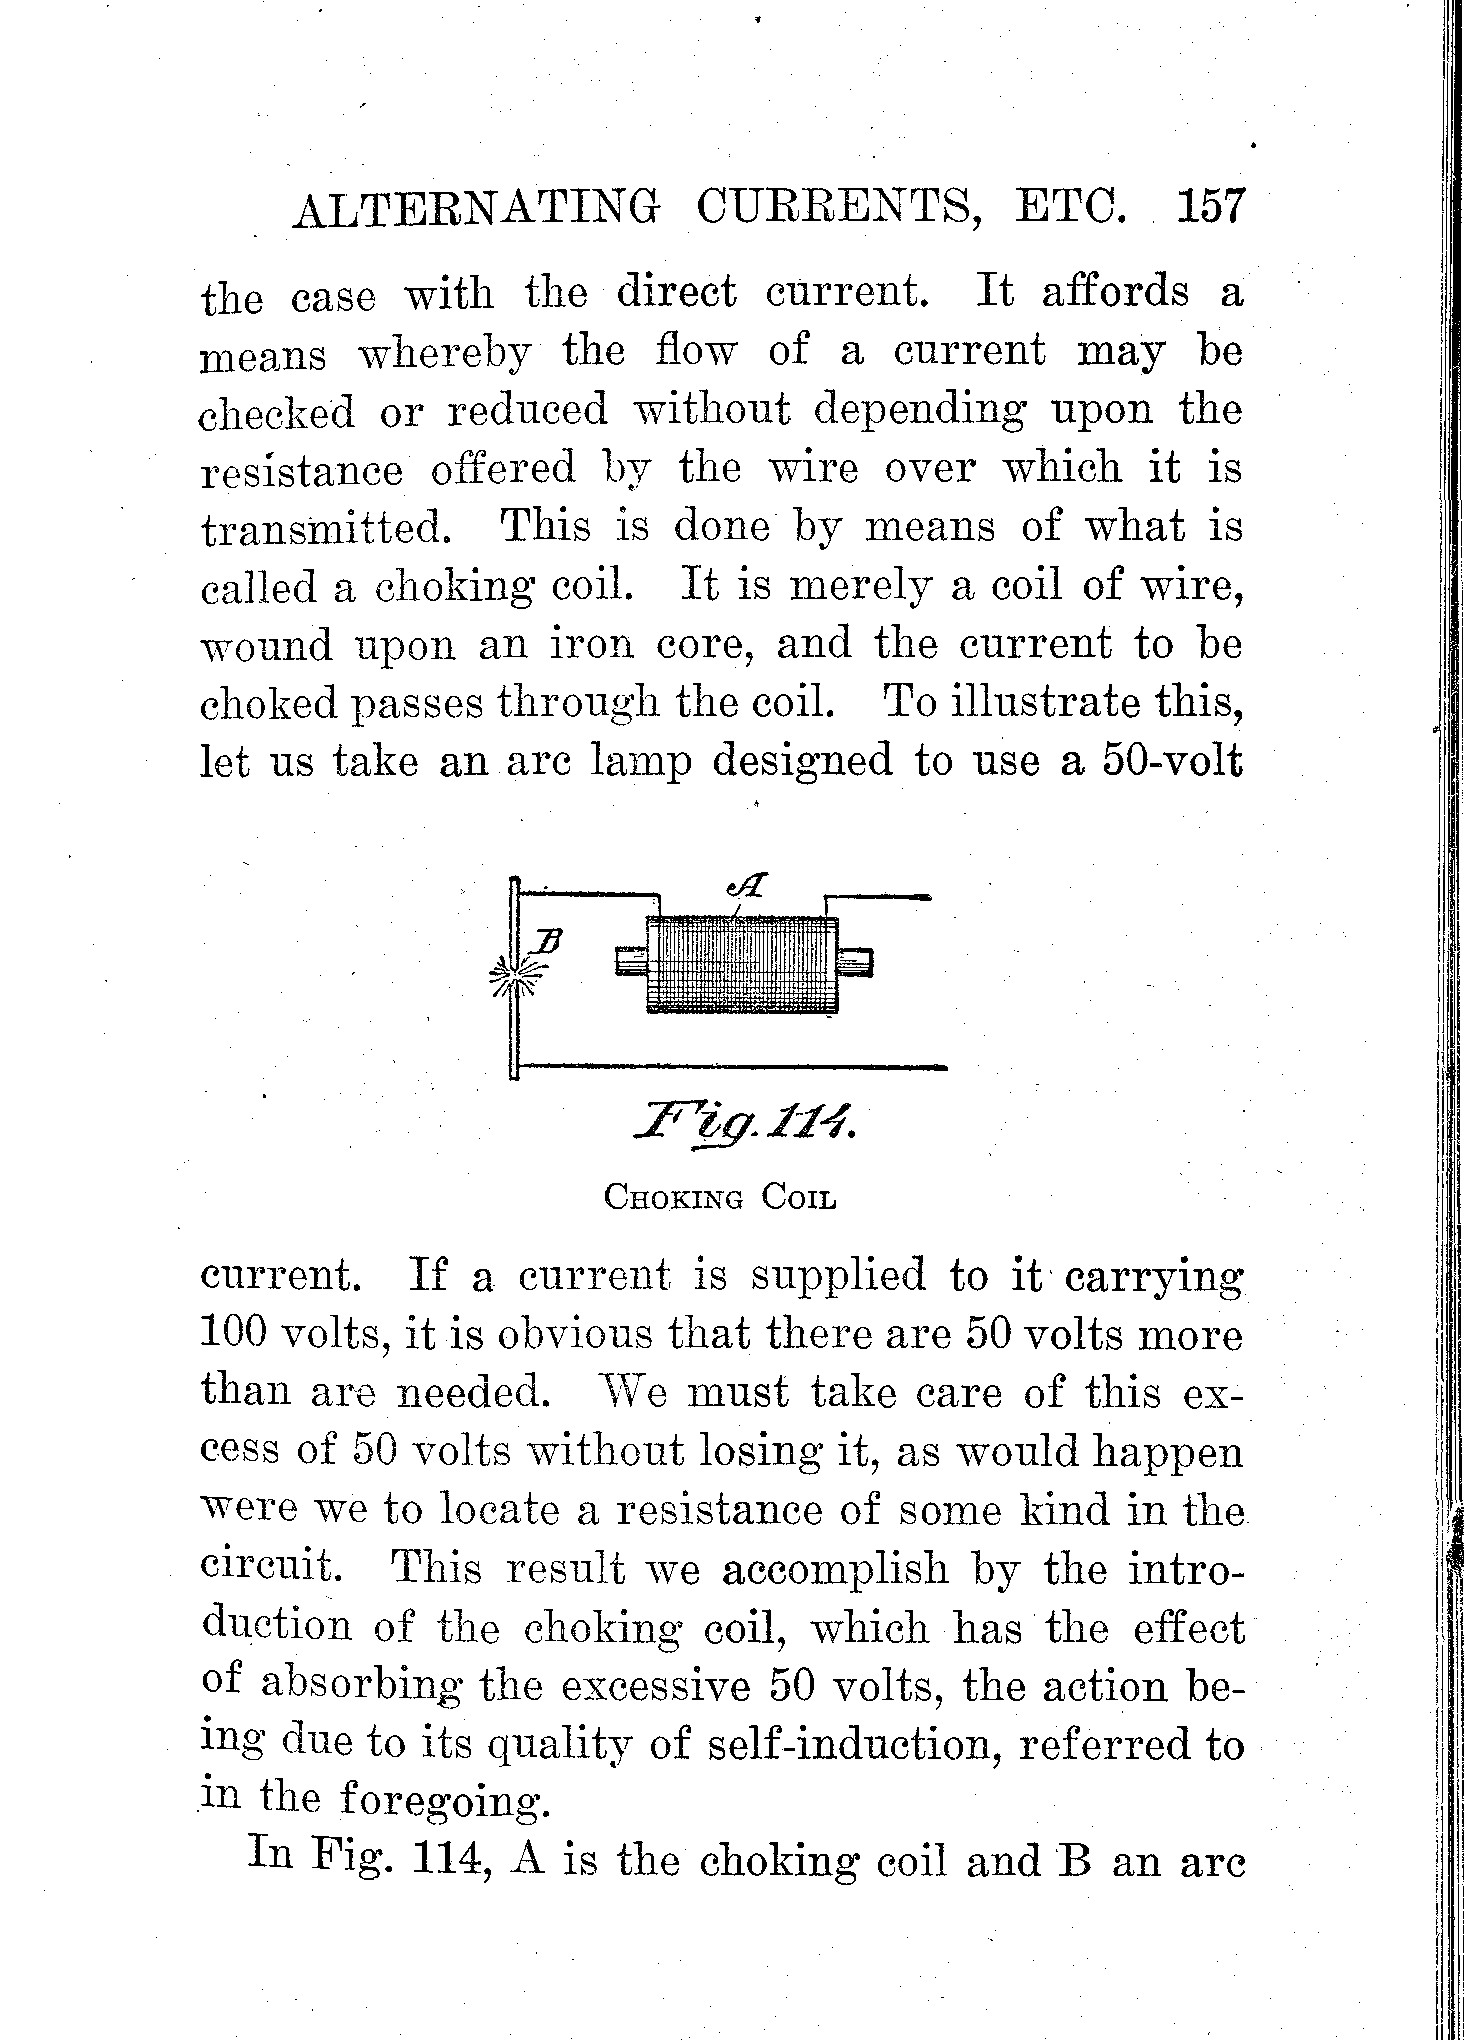 ALTERNATING CURRENTS, ETC. 157
the case with the direct current. It affords a
means whereby the flow of a current may be
checked or reduced without depending upon the
resistance offered by the wire over which it is
transmitted. This is done by means of what is
called a choking coil. It is merely a coil of wire,
wound upon an iron core, and the current to be
choked passes through the coil. To illustrate this,
let us take an arc lamp designed to use a 50-volt
A
B
Fig. 114.
CHOKING COIL
current. If a current is supplied to it carrying
100 volts, it is obvious that there are 50 volts more
than are needed. We must take care of this ex-
cess of 50 volts without losing it, as would happen
were we to locate a resistance of some kind in the
circuit. This result we accomplish by the intro-
duction of the choking coil, which has the effect
of absorbing the excessive 50 volts, the action be-
ing due to its quality of self-induction, referred to
in the foregoing.
In Fig. 114, A is the choking coil and B an arc